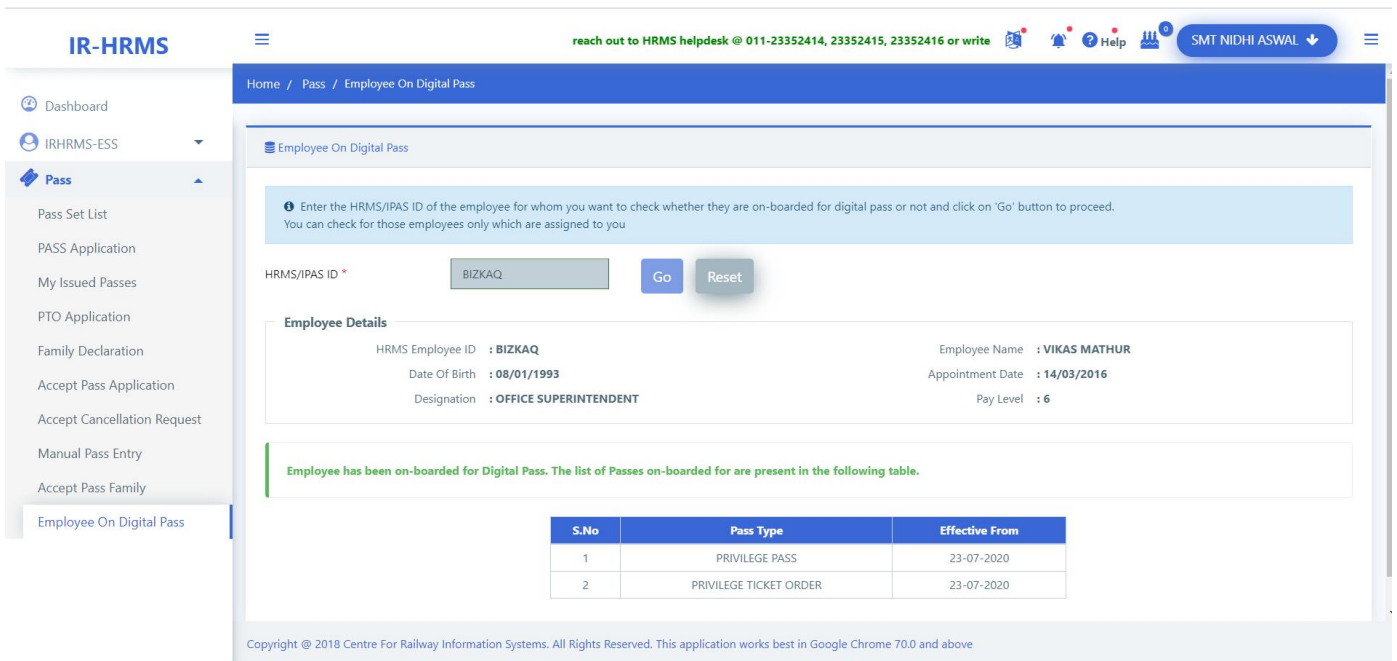 IR-HRMS
reach out to HRMS helpdesk @ 011-23352414, 23352415, 23352416 or write
Help
0
SMT NIDHI ASWAL
Home / Pass / Employee On Digital Pass
Dashboard
IRHRMS-ESS
Pass
Pass Set List
PASS Application
My Issued Passes
PTO Application
Family Declaration
Accept Pass Application
Accept Cancellation Request
Manual Pass Entry
Accept Pass Family
Employee On Digital Pass
Employee On Digital Pass
Enter the HRMS/IPAS ID of the employee for whom you want to check whether they are on-boarded for digital pass or not and click on 'Go' button to proceed.
You can check for those employees only which are assigned to you
HRMS/IPAS ID * BIZKAQ Go Reset
Employee Details
HRMS Employee ID : BIZKAQ Employee Name : VIKAS MATHUR
Date Of Birth : 08/01/1993 Appointment Date : 14/03/2016
Designation : OFFICE SUPERINTENDENT Pay Level : 6
Employee has been on-boarded for Digital Pass. The list of Passes on-boarded for are present in the following table.
S.No Pass Type Effective From
1 PRIVILEGE PASS 23-07-2020
2 PRIVILEGE TICKET ORDER 23-07-2020
Copyright @ 2018 Centre For Railway Information Systems. All Rights Reserved. This application works best in Google Chrome 70.0 and above